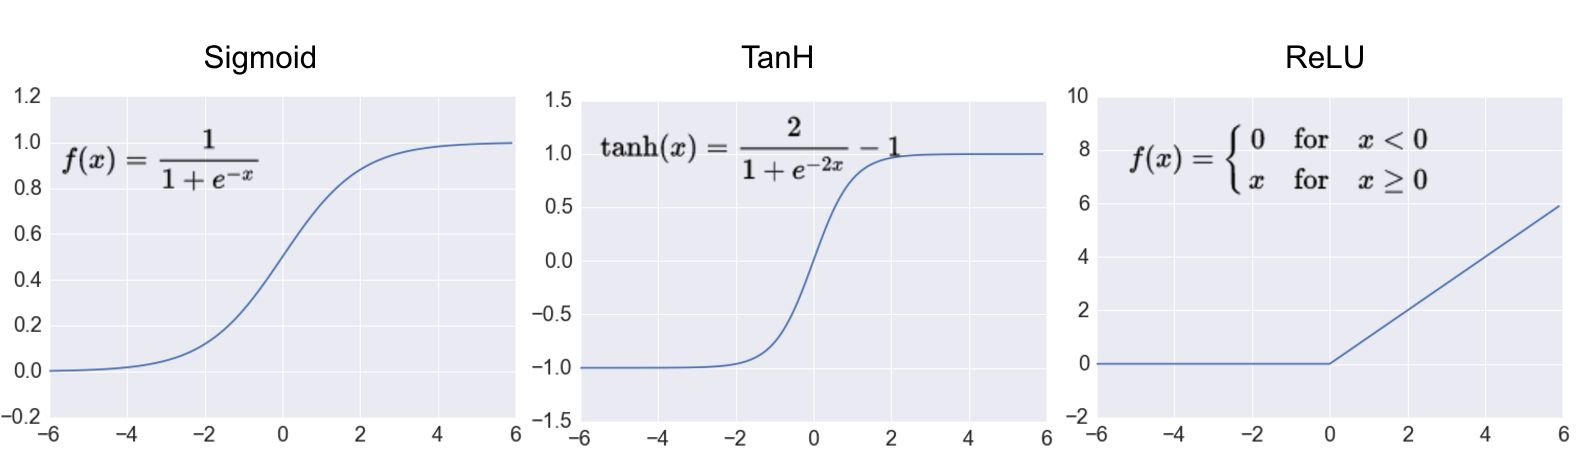 Sigmoid
1.2
1.0
0.8
0.6
0.4
0.2
0.0
−0.2
f(x) = 1 / (1 + e^{−x})
−6 −4 −2 0 2 4 6
TanH
1.5
1.0
0.5
0.0
−0.5
−1.0
−1.5
tanh(x) = 2 / (1 + e^{−2x}) − 1
−6 −4 −2 0 2 4 6
ReLU
10
8
6
4
2
0
−2
f(x) = { 0 for x < 0
x for x ≥ 0
−6 −4 −2 0 2 4 6